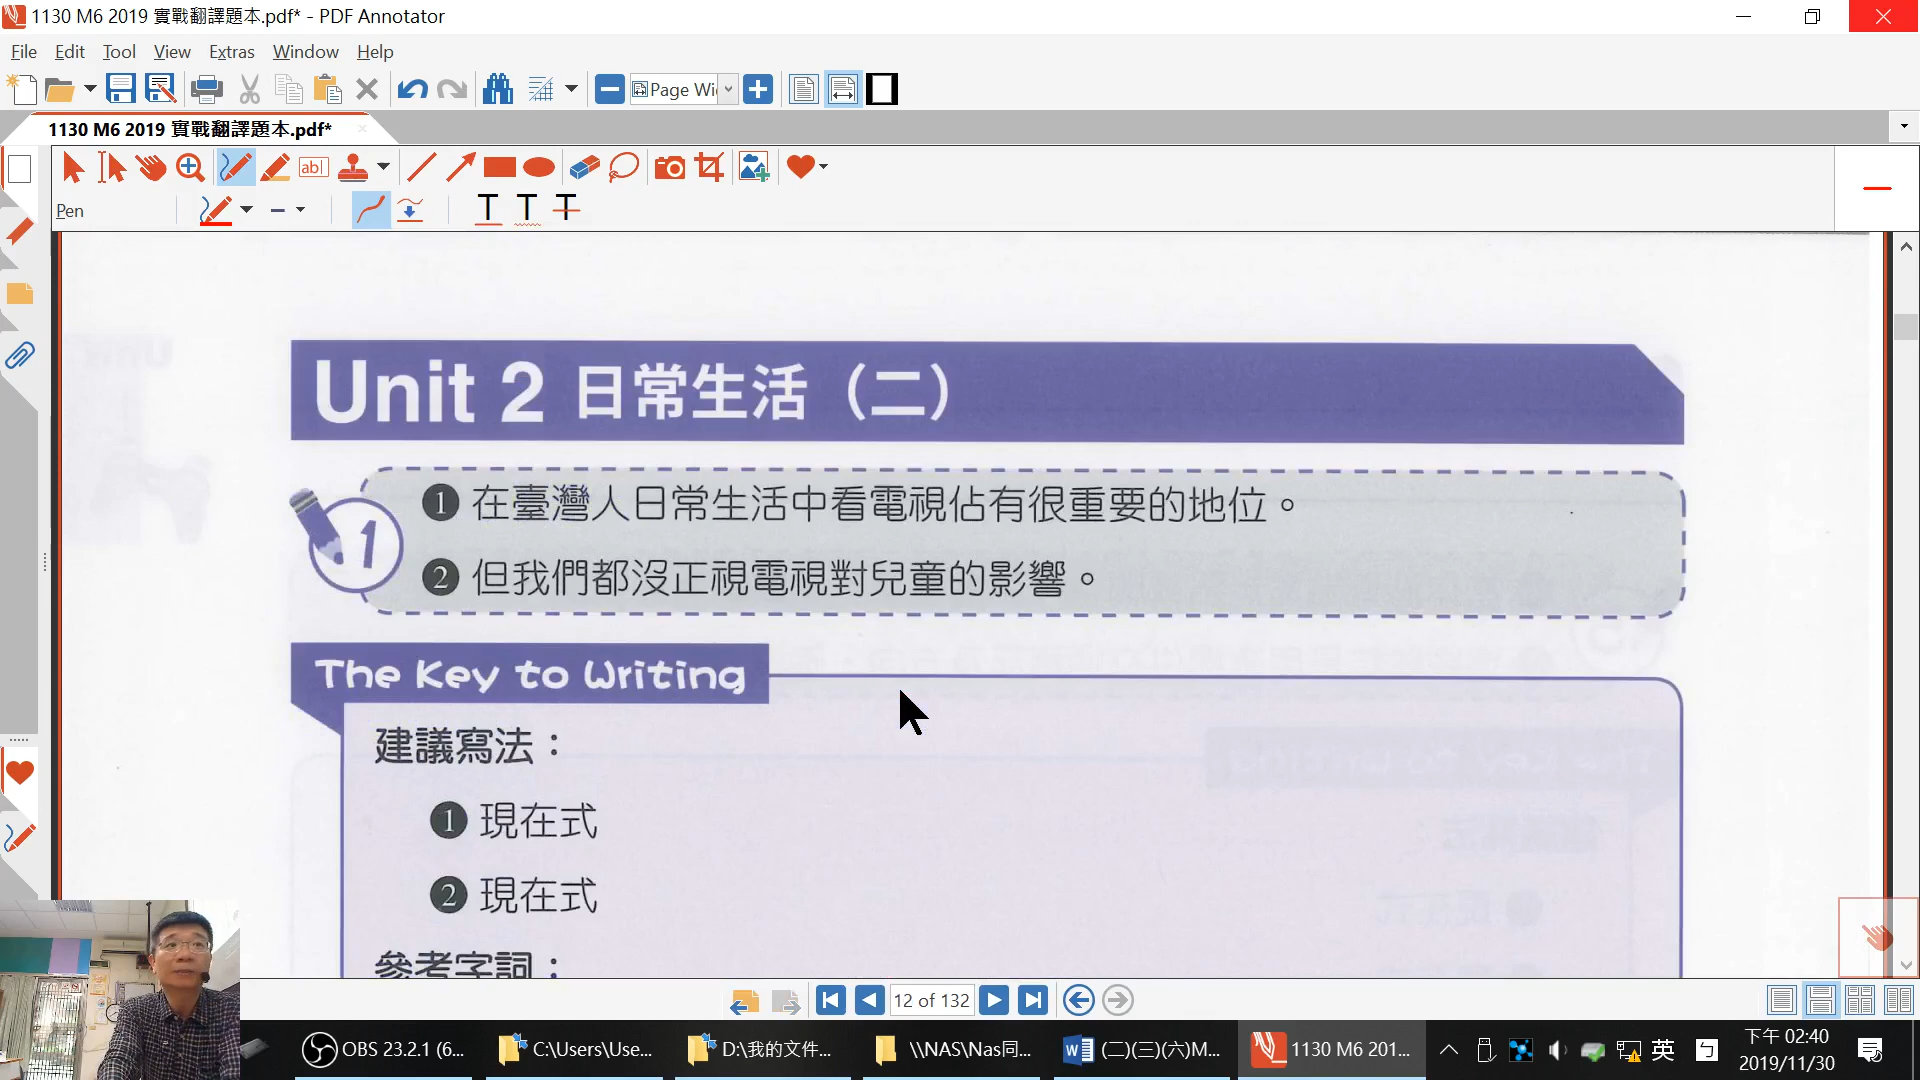 1130 M6 2019 實戰翻譯題本.pdf* - PDF Annotator
File Edit Tool View Extras Window Help
Page Wi
1130 M6 2019 實戰翻譯題本.pdf*
ab
Pen
T T T
Unit 2 日常生活（二）
1
❶ 在臺灣人日常生活中看電視佔有很重要的地位。
❷ 但我們都沒正視電視對兒童的影響。
The Key to Writing
建議寫法：
❶ 現在式
❷ 現在式
參考字詞：
12 of 132
OBS 23.2.1 (6...
C:\Users\Use...
D:\我的文件...
\\NAS\Nas同...
(二)(三)(六)M...
1130 M6 201...
英
ㄅ
下午 02:40
2019/11/30